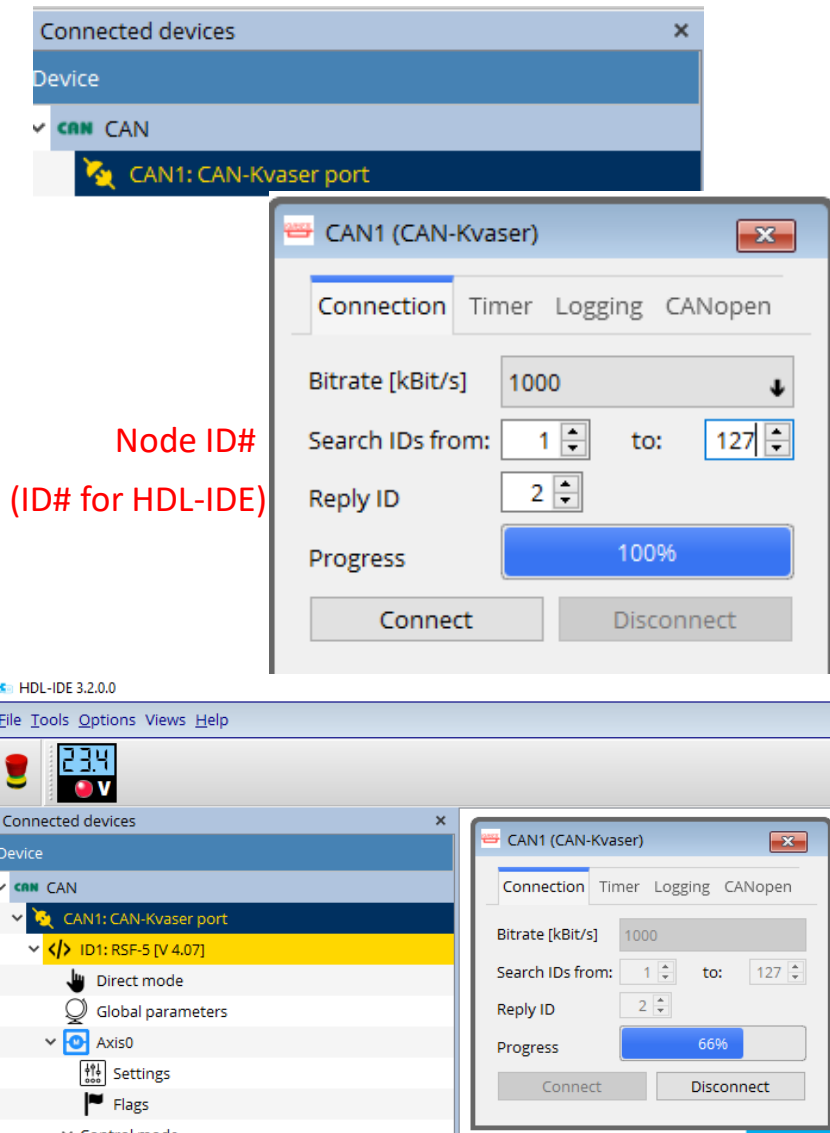 Connected devices
Device
CAN CAN
CAN1: CAN-Kvaser port
CAN1 (CAN-Kvaser)
Connection Timer Logging CANopen
Bitrate [kBit/s] 1000
Node ID# Search IDs from: 1 to: 127
(ID# for HDL-IDE) Reply ID 2
Progress 100%
Connect Disconnect
HDL-IDE 3.2.0.0
File Tools Options Views Help
23.4
V
Connected devices
Device
CAN CAN
CAN1: CAN-Kvaser port
ID1: RSF-5 [V 4.07]
Direct mode
Global parameters
Axis0
Settings
Flags
Control mode
CAN1 (CAN-Kvaser)
Connection Timer Logging CANopen
Bitrate [kBit/s] 1000
Search IDs from: 1 to: 127
Reply ID 2
Progress 66%
Connect Disconnect